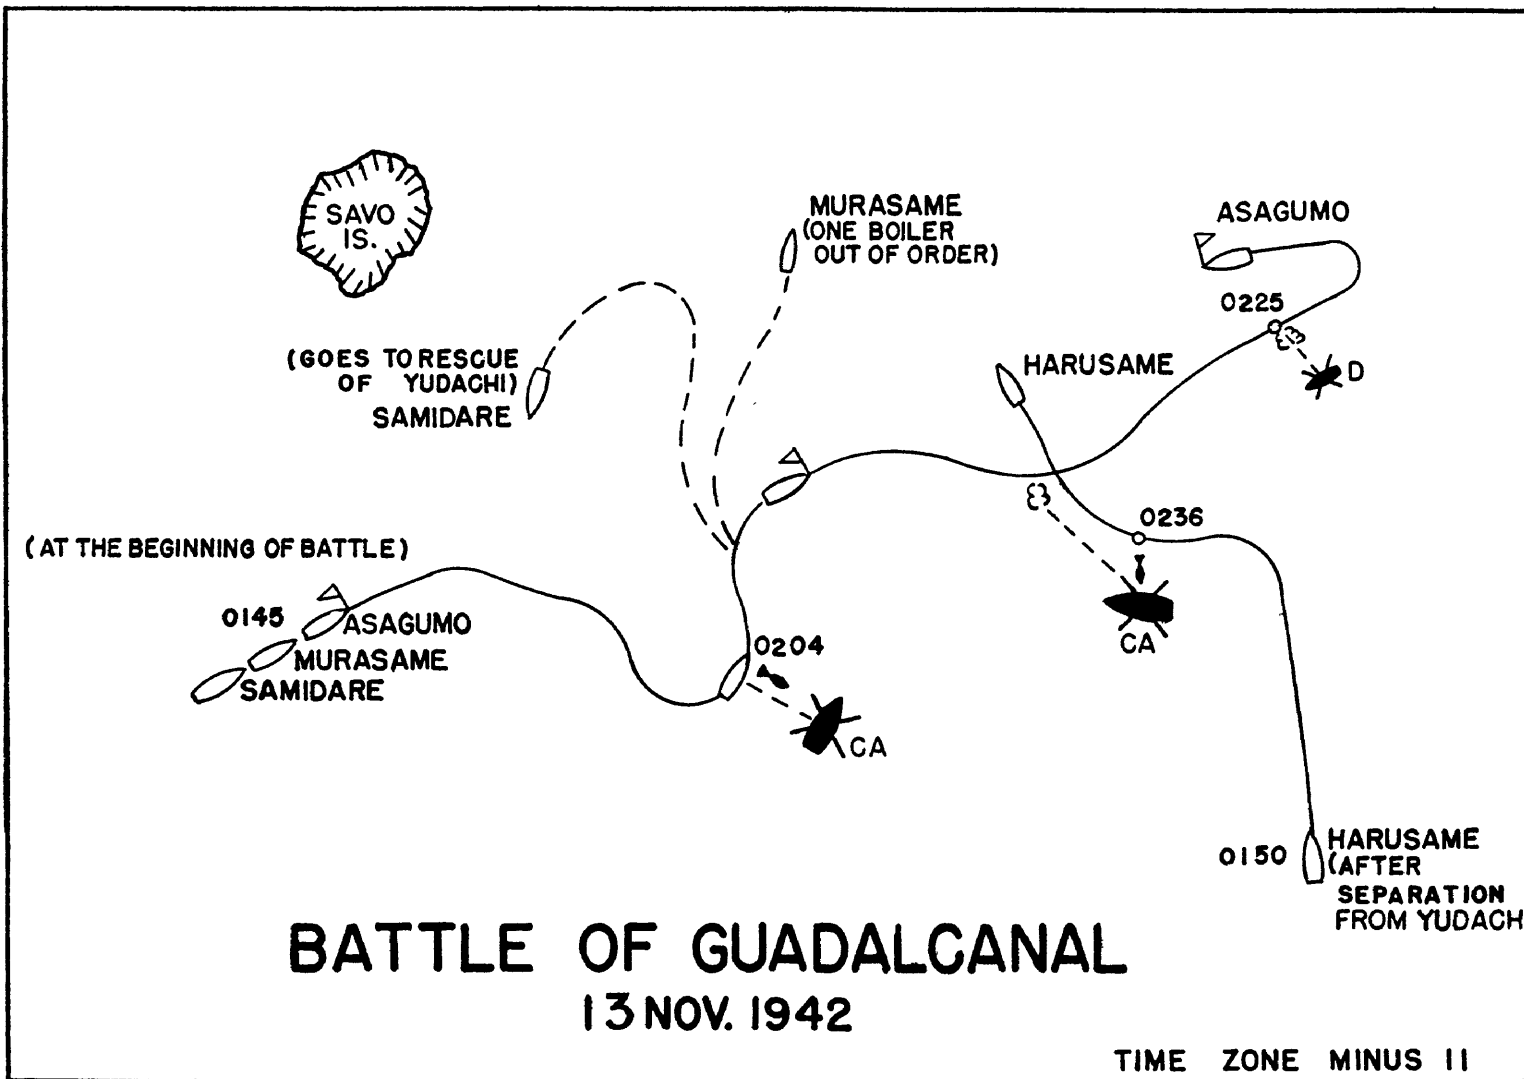 SAVO
IS.
MURASAME
(ONE BOILER
OUT OF ORDER)
ASAGUMO
0225
D
(GOES TO RESCUE
OF YUDACHI)
SAMIDARE
HARUSAME
0236
CA
(AT THE BEGINNING OF BATTLE)
0145
ASAGUMO
MURASAME
SAMIDARE
0204
CA
0150
HARUSAME
(AFTER
SEPARATION
FROM YUDACH
BATTLE OF GUADALCANAL
13 NOV. 1942
TIME ZONE MINUS 11